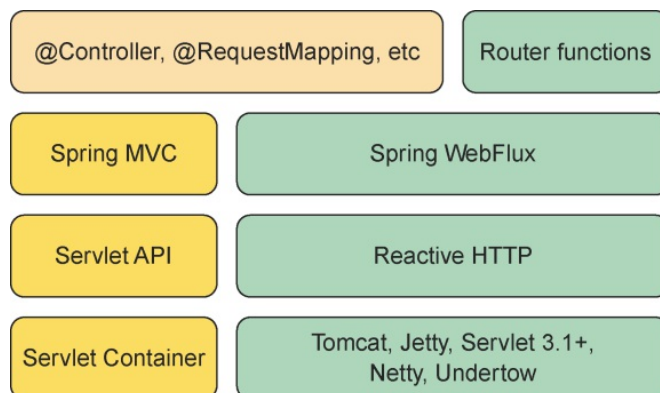 @Controller, @RequestMapping, etc
Router functions
Spring MVC
Spring WebFlux
Servlet API
Reactive HTTP
Servlet Container
Tomcat, Jetty, Servlet 3.1+,
Netty, Undertow